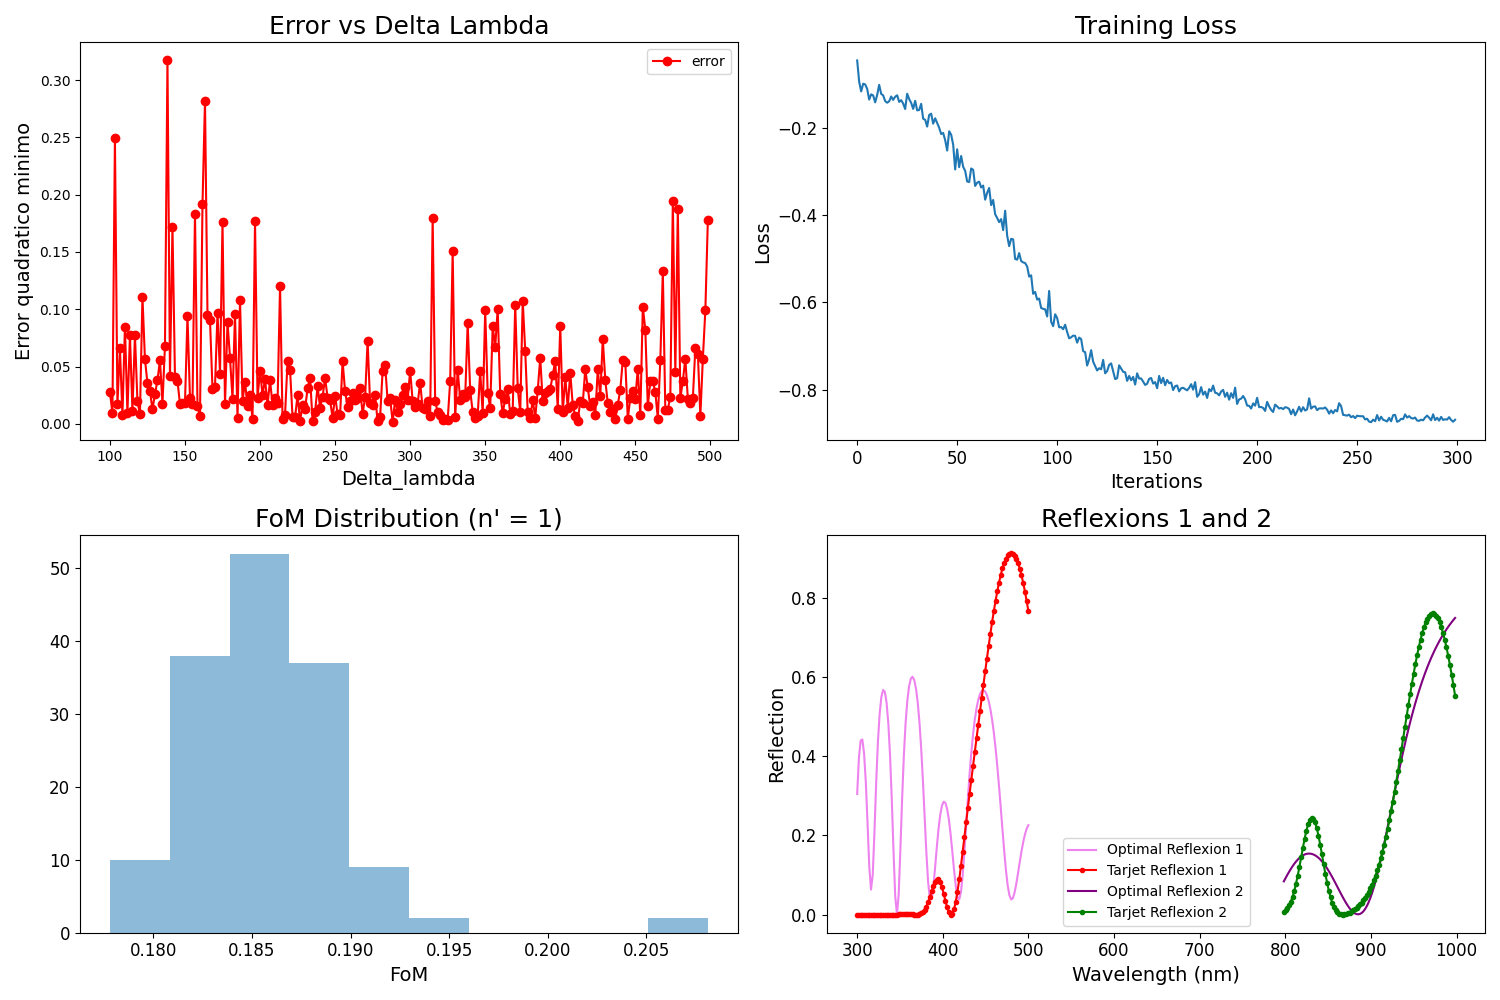 Error vs Delta Lambda
Error quadratico minimo
0.30
0.25
0.20
0.15
0.10
0.05
0.00
error
100 150 200 250 300 350 400 450 500
Delta_lambda
Training Loss
Loss
−0.2
−0.4
−0.6
−0.8
0 50 100 150 200 250 300
Iterations
FoM Distribution (n' = 1)
50
40
30
20
10
0
0.180 0.185 0.190 0.195 0.200 0.205
FoM
Reflexions 1 and 2
Reflection
0.8
0.6
0.4
0.2
0.0
Optimal Reflexion 1
Tarjet Reflexion 1
Optimal Reflexion 2
Tarjet Reflexion 2
300 400 500 600 700 800 900 1000
Wavelength (nm)